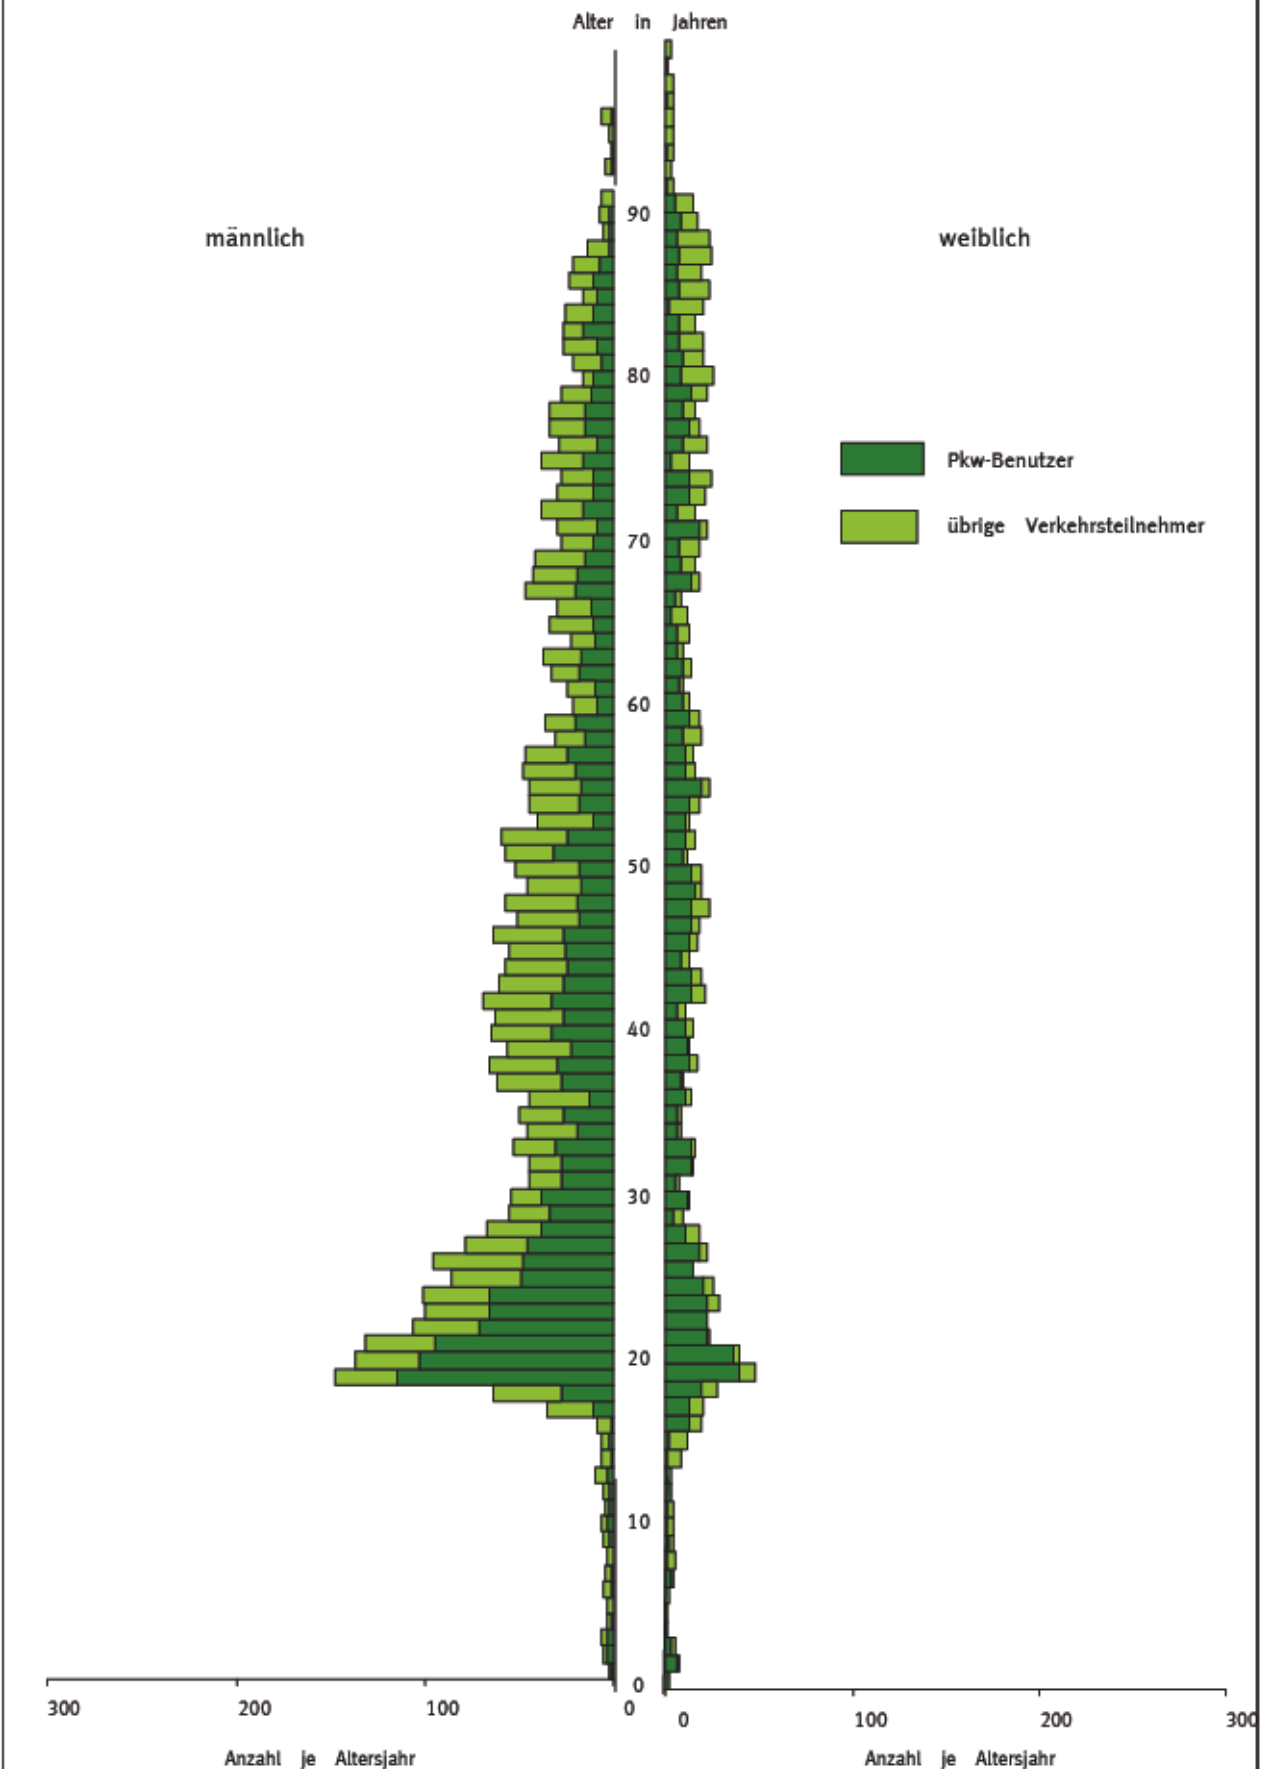 Alter in Jahren
männlich
weiblich
90
80
70
60
50
40
30
20
10
0
Pkw-Benutzer
übrige Verkehrsteilnehmer
300 200 100 0
0 100 200 300
Anzahl je Altersjahr
Anzahl je Altersjahr